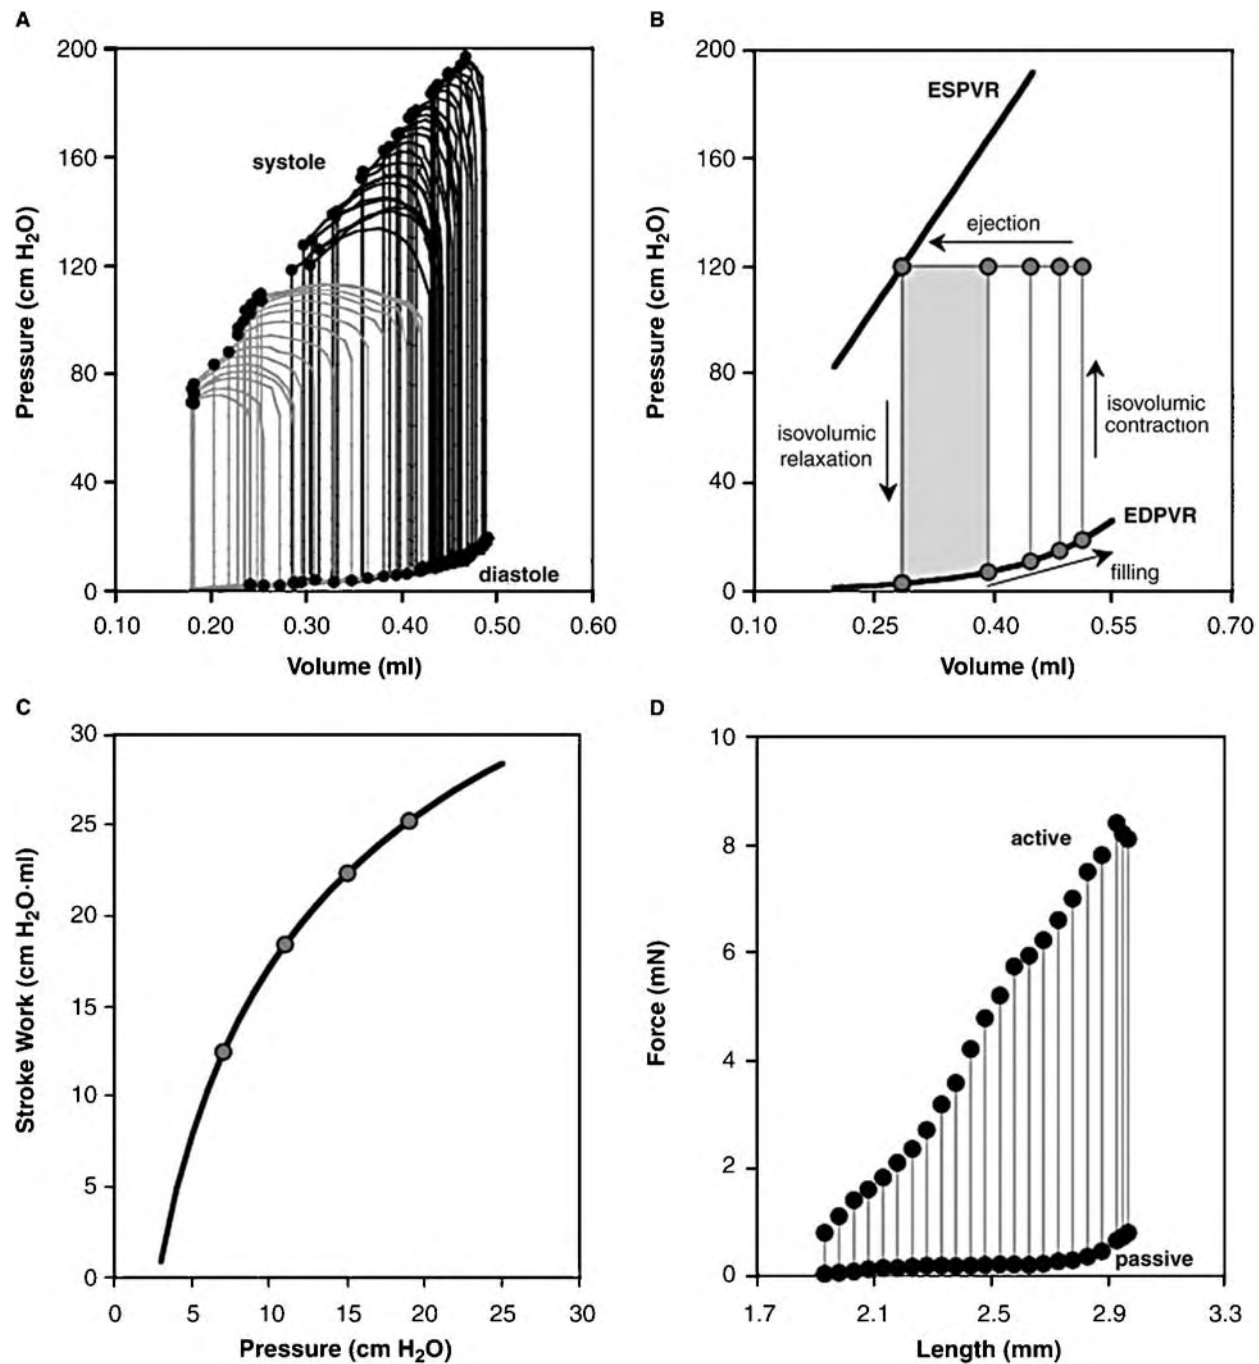 A
200
160
120
80
40
0
Pressure (cm H₂O)
systole
diastole
0.10
0.20
0.30
0.40
0.50
0.60
Volume (ml)
B
200
160
120
80
40
0
Pressure (cm H₂O)
ESPVR
ejection
isovolumic
relaxation
isovolumic
contraction
EDPVR
filling
0.10
0.25
0.40
0.55
0.70
Volume (ml)
C
30
25
20
15
10
5
0
Stroke Work (cm H₂O·ml)
0
5
10
15
20
25
30
Pressure (cm H₂O)
D
10
8
6
4
2
0
Force (mN)
active
passive
1.7
2.1
2.5
2.9
3.3
Length (mm)